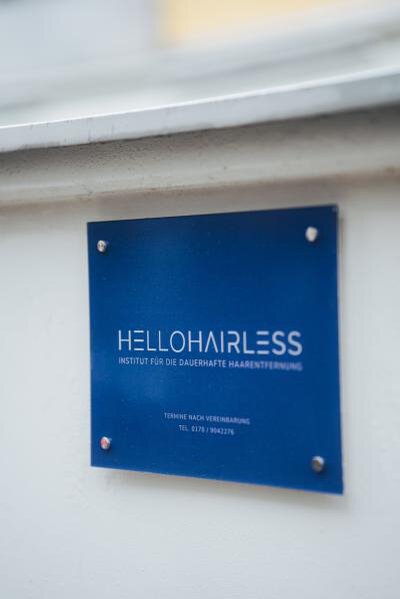 HELLOHAIRLESS
INSTITUT FÜR DIE DAUERHAFTE HAARENTFERNUNG
TERMINE NACH VEREINBARUNG
TEL. 0178 / 9042276